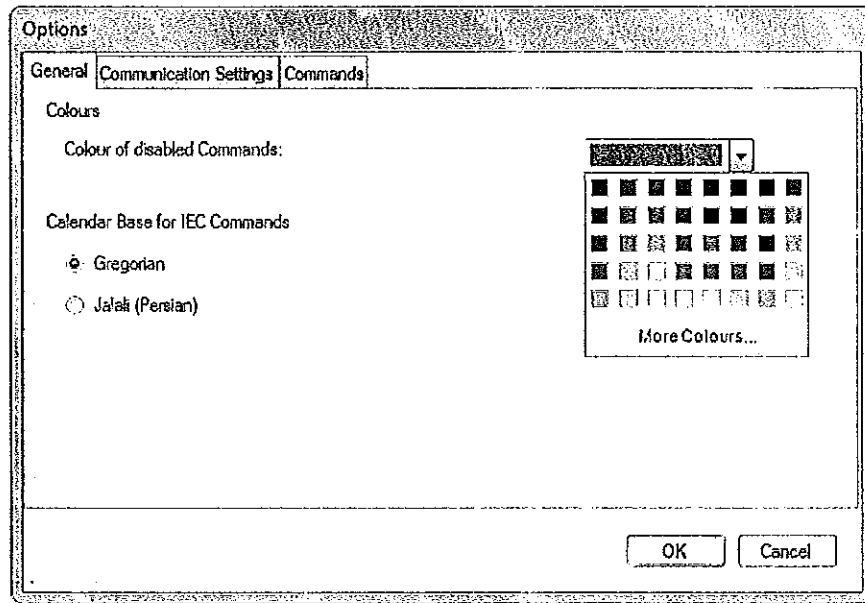 Options
General Communication Settings Commands
Colours
Colour of disabled Commands:
Calendar Base for IEC Commands
Gregorian
Jalali (Persian)
More Colours...
OK Cancel